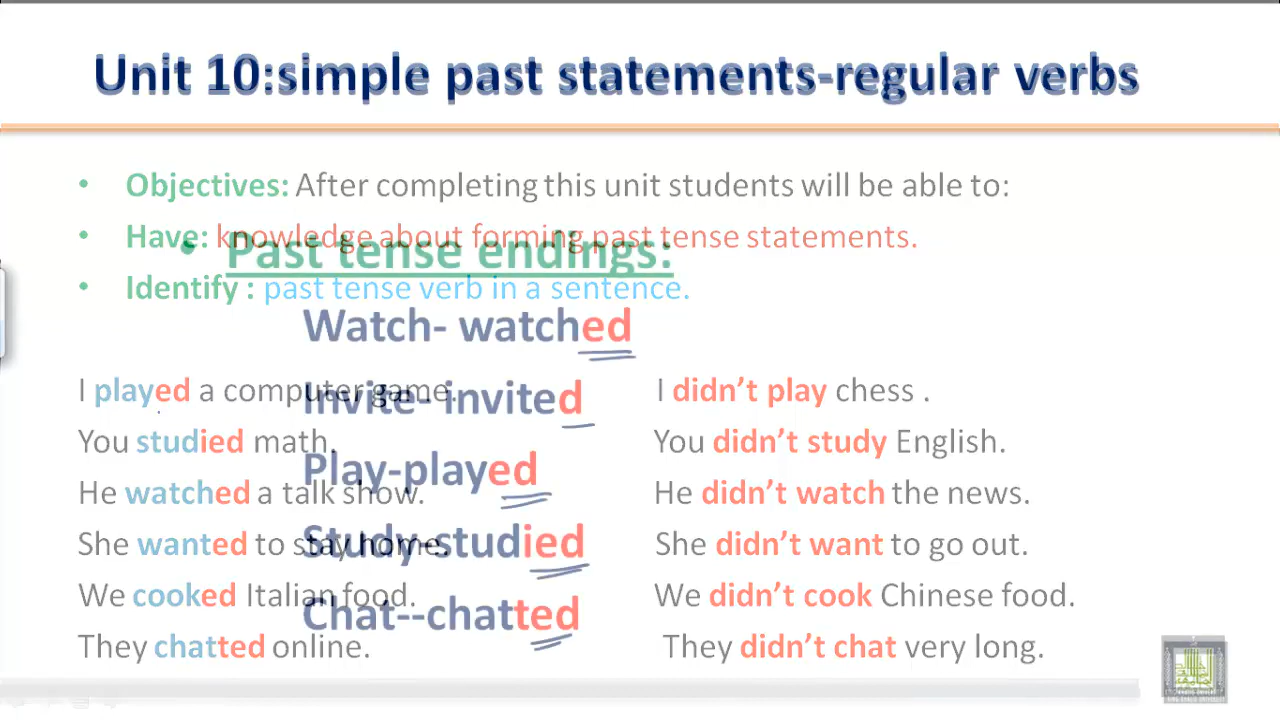 Unit 10:simple past statements-regular verbs
• Objectives: After completing this unit students will be able to:
• Have: knowledge about forming past tense statements.
• Past tense endings:
• Identify : past tense verb in a sentence.
Watch- watched
I played a computer game.
I didn’t play chess .
Invite- invited
You studied math.
You didn’t study English.
Play-played
He watched a talk show.
He didn’t watch the news.
Study-studied
She wanted to stay home.
She didn’t want to go out.
We cooked Italian food.
We didn’t cook Chinese food.
Chat--chatted
They chatted online.
They didn’t chat very long.